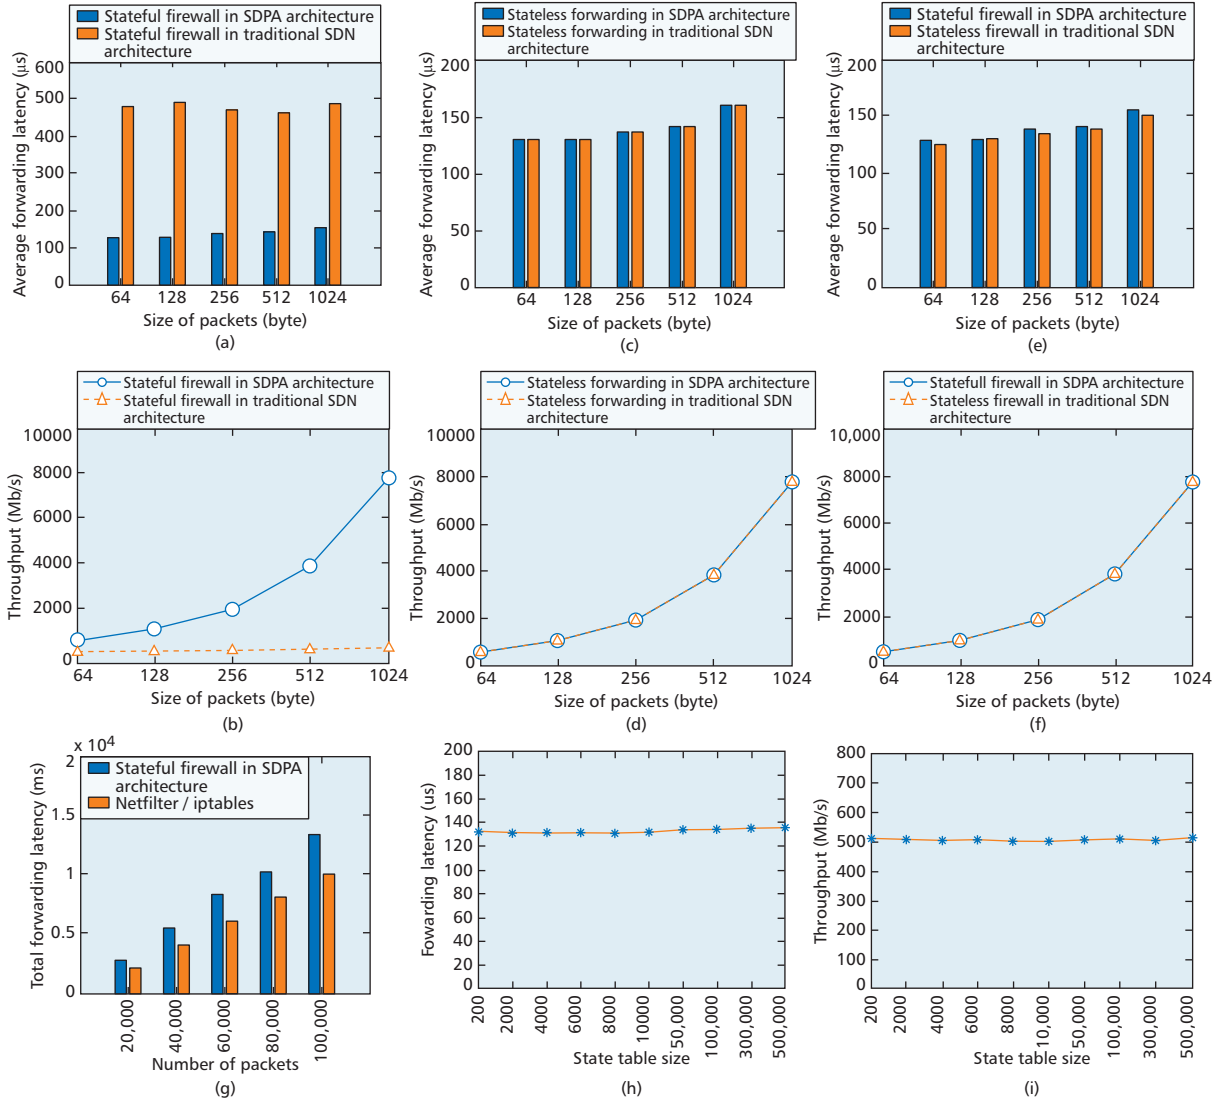 Stateful firewall in SDPA architecture
Stateful firewall in traditional SDN
architecture
600
500
400
300
200
100
0
Average forwarding latency (µs)
64 128 256 512 1024
Size of packets (byte)
(a)
Stateless forwarding in SDPA architecture
Stateless forwarding in traditional SDN
architecture
200
150
100
50
0
Average forwarding latency (µs)
64 128 256 512 1024
Size of packets (byte)
(c)
Stateful firewall in SDPA architecture
Stateless firewall in traditional SDN
architecture
200
150
100
50
0
Average forwarding latency (µs)
64 128 256 512 1024
Size of packets (byte)
(e)
Stateful firewall in SDPA architecture
Stateful firewall in traditional SDN
architecture
10000
8000
6000
4000
2000
0
Throughput (Mb/s)
64 128 256 512 1024
Size of packets (byte)
(b)
Stateless forwarding in SDPA architecture
Stateless forwarding in traditional SDN
architecture
10000
8000
6000
4000
2000
0
Throughput (Mb/s)
64 128 256 512 1024
Size of packets (byte)
(d)
Statefull firewall in SDPA architecture
Stateless firewall in traditional SDN
architecture
10,000
8000
6000
4000
2000
0
Throughput (Mb/s)
64 128 256 512 1024
Size of packets (byte)
(f)
x 10⁴
Stateful firewall in SDPA
architecture
Netfilter / iptables
2
1.5
1
0.5
0
Total forwarding latency (ms)
20,000 40,000 60,000 80,000 100,000
Number of packets
(g)
200
180
160
140
120
100
80
60
40
20
0
Fowarding latency (us)
200 2000 4000 6000 8000 10000 50,000 100,000 300,000 500,000
State table size
(h)
800
700
600
500
400
300
200
100
0
Throughput (Mb/s)
200 2000 4000 6000 8000 10,000 50,000 100,000 300,000 500,000
State table size
(i)